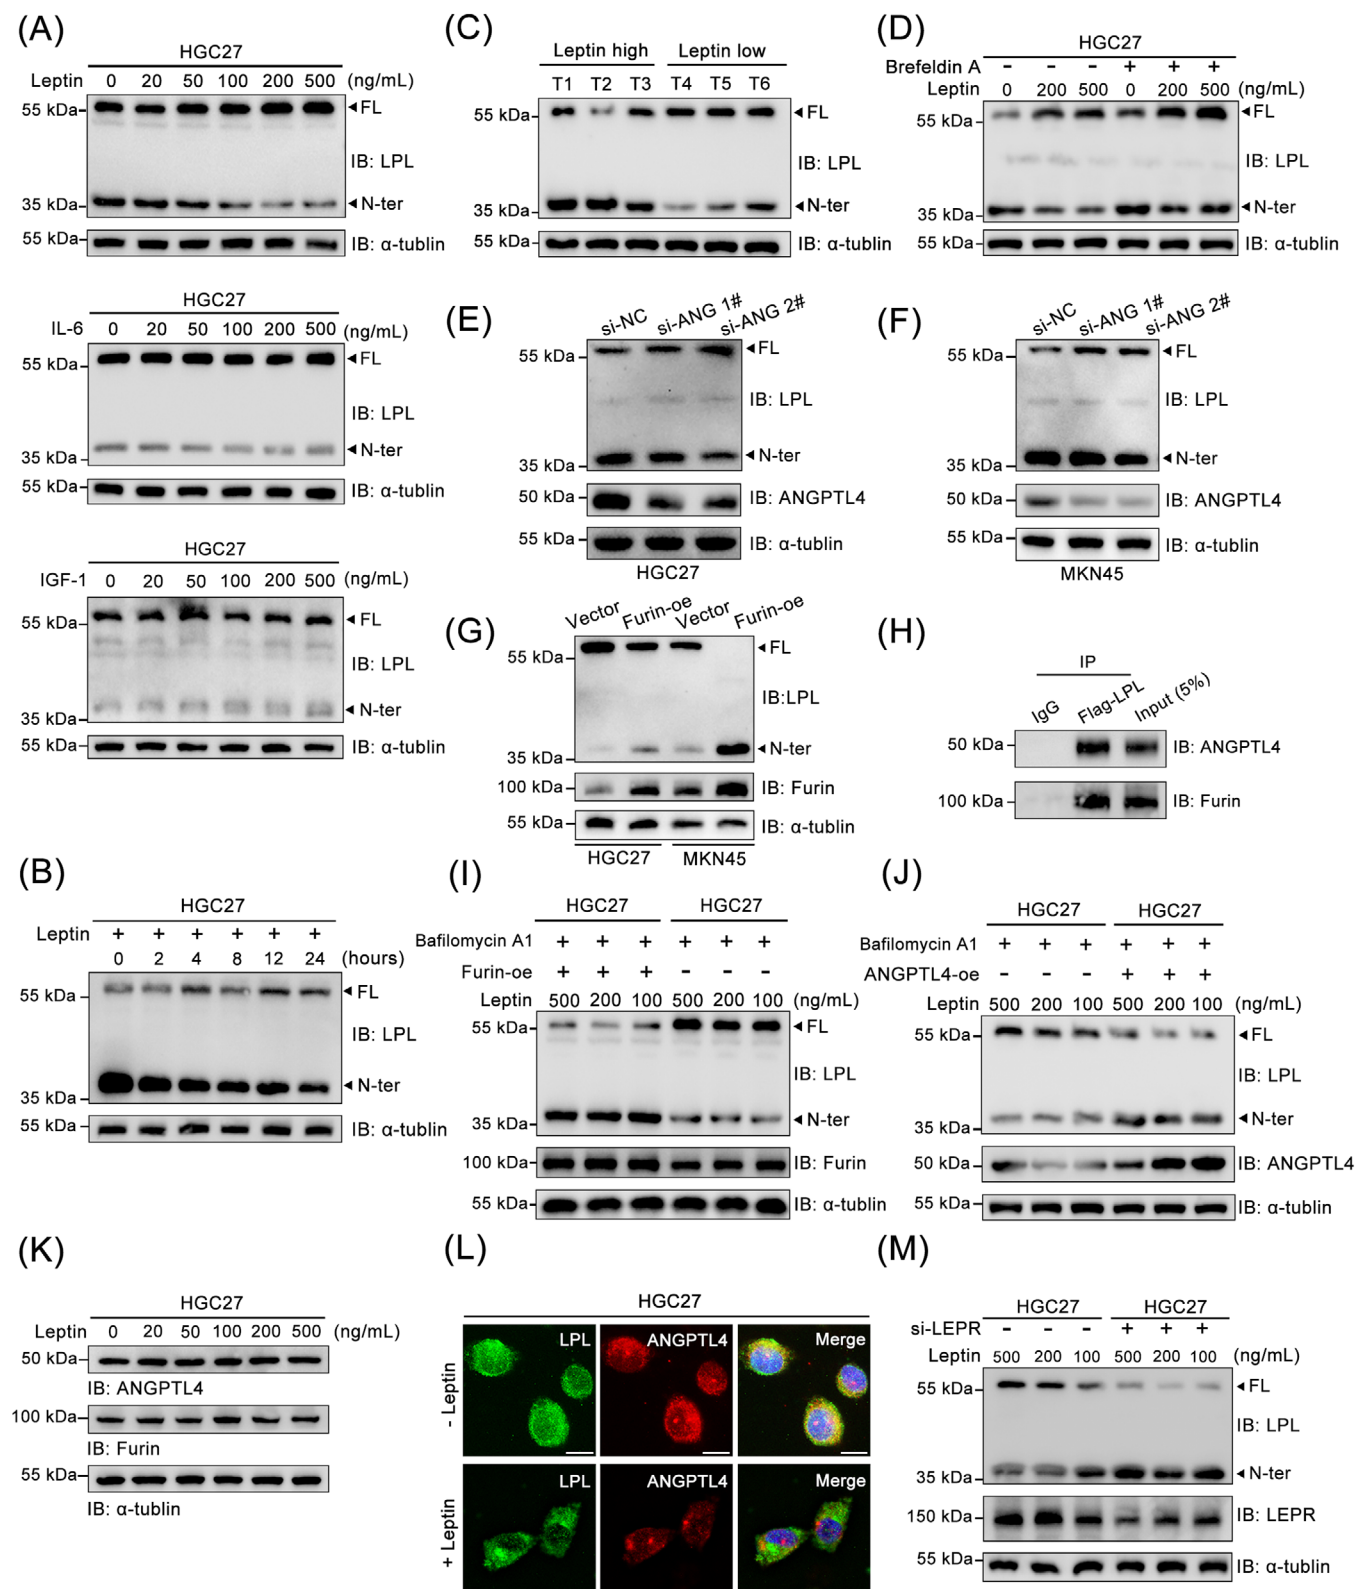 (A)
HGC27
Leptin 0 20 50 100 200 500 (ng/mL)
55 kDa ◄FL
IB: LPL
35 kDa ◄N-ter
55 kDa IB: α-tublin
HGC27
IL-6 0 20 50 100 200 500 (ng/mL)
55 kDa ◄FL
IB: LPL
35 kDa ◄N-ter
55 kDa IB: α-tublin
HGC27
IGF-1 0 20 50 100 200 500 (ng/mL)
55 kDa ◄FL
IB: LPL
35 kDa ◄N-ter
55 kDa IB: α-tublin
(B)
HGC27
Leptin + + + + + +
0 2 4 8 12 24 (hours)
55 kDa ◄FL
IB: LPL
35 kDa ◄N-ter
55 kDa IB: α-tublin
(C)
Leptin high Leptin low
T1 T2 T3 T4 T5 T6
55 kDa ◄FL
IB: LPL
35 kDa ◄N-ter
55 kDa IB: α-tublin
(D)
HGC27
Brefeldin A - - - + + +
Leptin 0 200 500 0 200 500 (ng/mL)
55 kDa ◄FL
IB: LPL
35 kDa ◄N-ter
55 kDa IB: α-tublin
(E)
si-NC si-ANG 1# si-ANG 2#
55 kDa ◄FL
IB: LPL
35 kDa ◄N-ter
50 kDa IB: ANGPTL4
55 kDa IB: α-tublin
HGC27
(F)
si-NC si-ANG 1# si-ANG 2#
55 kDa ◄FL
IB: LPL
35 kDa ◄N-ter
50 kDa IB: ANGPTL4
55 kDa IB: α-tublin
MKN45
(G)
Vector Furin-oe Vector Furin-oe
55 kDa ◄FL
IB:LPL
35 kDa ◄N-ter
100 kDa IB: Furin
55 kDa IB: α-tublin
HGC27 MKN45
(H)
IP
IgG Flag-LPL Input (5%)
50 kDa IB: ANGPTL4
100 kDa IB: Furin
(I)
HGC27 HGC27
Bafilomycin A1 + + + + + +
Furin-oe + + + - - -
Leptin 500 200 100 500 200 100 (ng/mL)
55 kDa ◄FL
IB: LPL
35 kDa ◄N-ter
100 kDa IB: Furin
55 kDa IB: α-tublin
(J)
HGC27 HGC27
Bafilomycin A1 + + + + + +
ANGPTL4-oe - - - + + +
Leptin 500 200 100 500 200 100 (ng/mL)
55 kDa ◄FL
IB: LPL
35 kDa ◄N-ter
50 kDa IB: ANGPTL4
55 kDa IB: α-tublin
(K)
HGC27
Leptin 0 20 50 100 200 500 (ng/mL)
50 kDa
IB: ANGPTL4
100 kDa
IB: Furin
55 kDa
IB: α-tublin
(L)
HGC27
- Leptin LPL ANGPTL4 Merge
+ Leptin LPL ANGPTL4 Merge
(M)
HGC27 HGC27
si-LEPR - - - + + +
Leptin 500 200 100 500 200 100 (ng/mL)
55 kDa ◄FL
IB: LPL
35 kDa ◄N-ter
150 kDa IB: LEPR
55 kDa IB: α-tublin